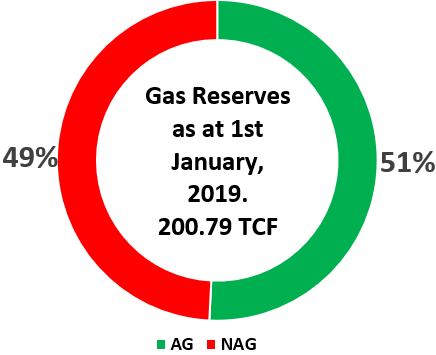 Gas Reserves
as at 1st
January,
2019.
200.79 TCF
49%
51%
AG NAG